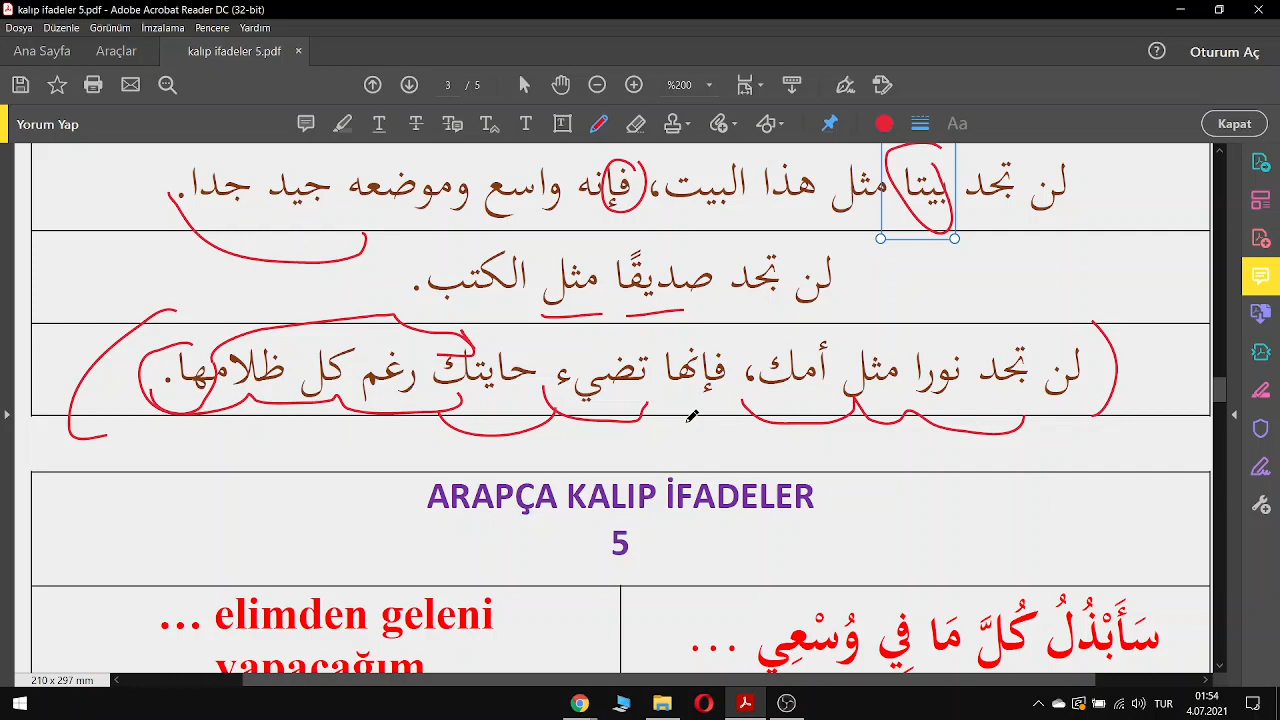 kalıp ifadeler 5.pdf - Adobe Acrobat Reader DC (32-bit)
Dosya Düzenle Görünüm İmzalama Pencere Yardım
Ana Sayfa Araçlar kalıp ifadeler 5.pdf × Oturum Aç
3 / 5 %200
Yorum Yap Kapat
لن تجد بيتا مثل هذا البيت، فإنه واسع وموضعه جيد جدا.
لن تجد صديقًا مثل الكتب.
لن تجد نورا مثل أمك، فإنها تضيء حايتك رغم كل ظلامها.
ARAPÇA KALIP İFADELER
5
سَأَبْذُلُ كُلَّ مَا فِي وُسْعِي ...
... elimden geleni
yapacağım
210 x 297 mm
TUR 01:54
4.07.2021